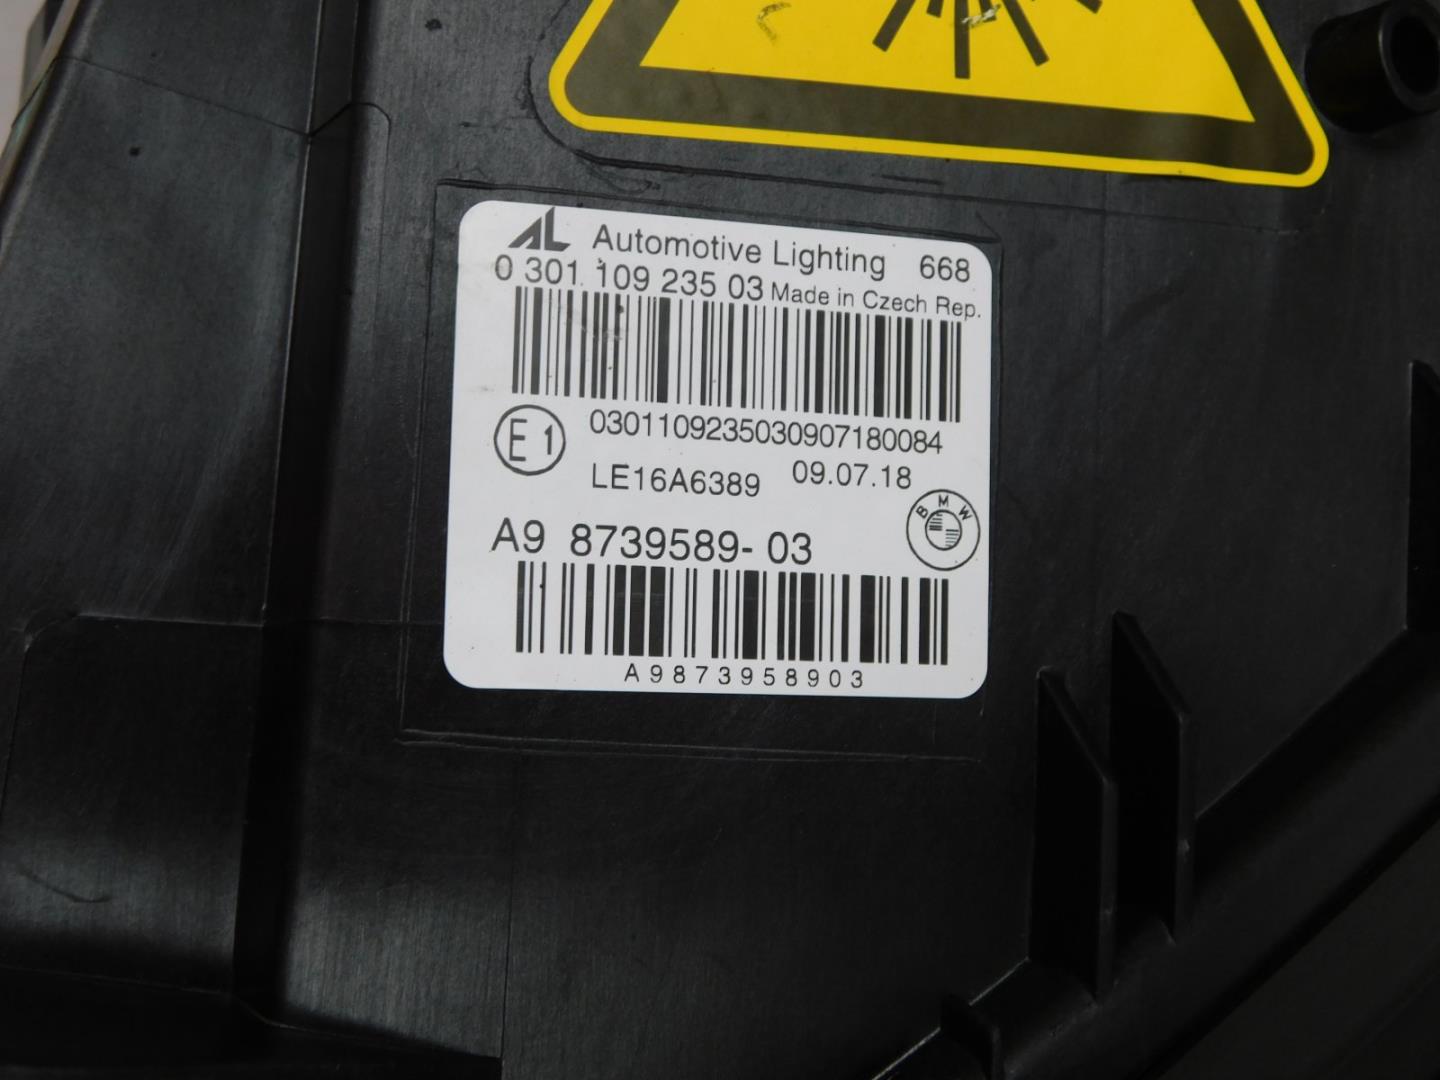 AL Automotive Lighting 668
0 301 109 235 03 Made in Czech Rep.
0301109235030907180084
E1
LE16A6389 09.07.18
BMW
A9 8739589-03
A9873958903